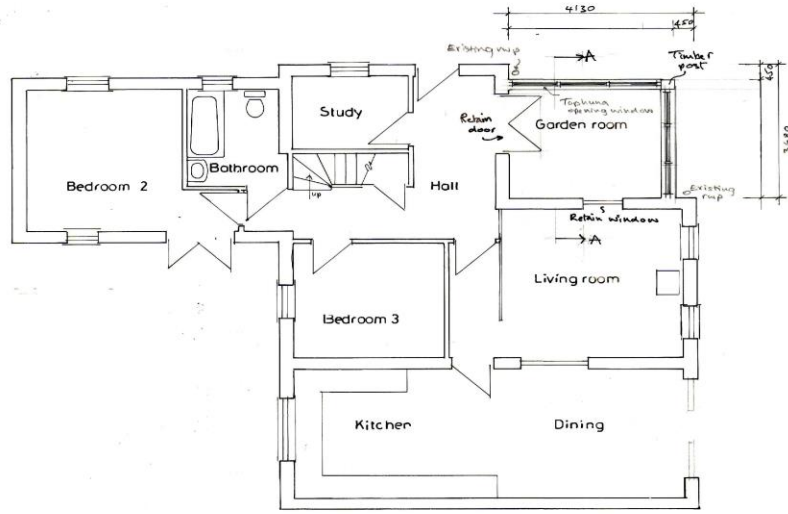 4130
1450
Existing rwp
A
Timber
post
450
Tophung
opening window
Study
Retain
door
Garden room
Bathroom
Bedroom 2
up
Hall
Existing
rwp
Retain window
A
Living room
Bedroom 3
Kitchen
Dining